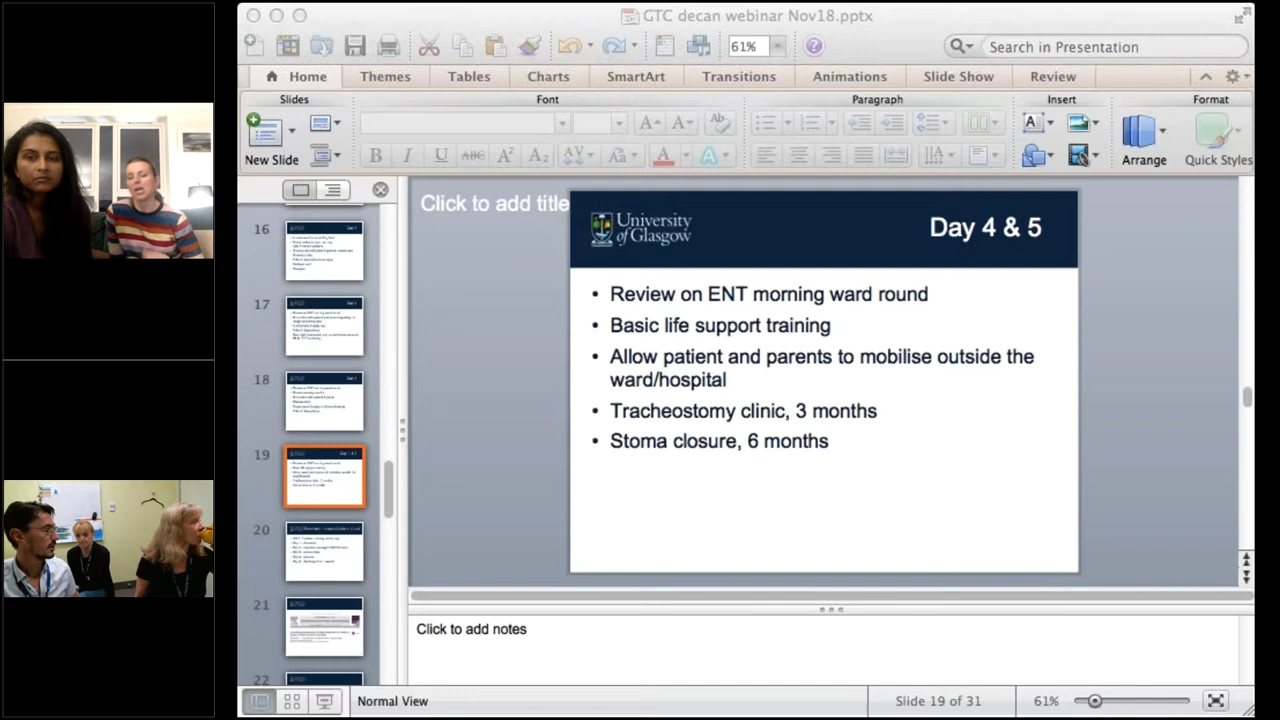 GTC decan webinar Nov18.pptx
61%
Search in Presentation
Home Themes Tables Charts SmartArt Transitions Animations Slide Show Review
Slides Font Paragraph Insert Format
New Slide
Arrange
Quick Styles
Click to add title
University
of Glasgow
Day 4 & 5
• Review on ENT morning ward round
• Basic life support training
• Allow patient and parents to mobilise outside the
ward/hospital
• Tracheostomy clinic, 3 months
• Stoma closure, 6 months
16
17
18
19
20
21
22
Normal View
Slide 19 of 31
61%